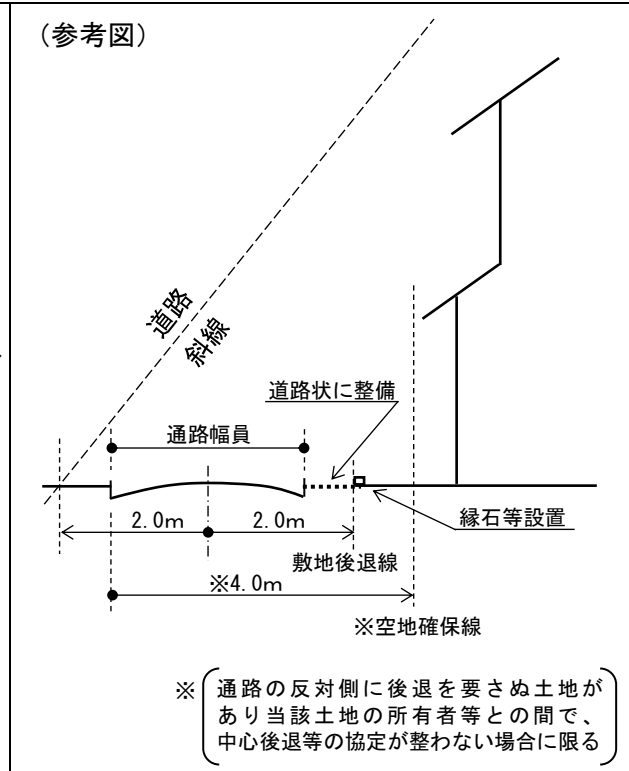 (参考図)
道路
斜線
道路状に整備
通路幅員
2.0m
2.0m
縁石等設置
敷地後退線
※4.0m
※空地確保線
※
通路の反対側に後退を要さぬ土地が
あり当該土地の所有者等との間で、
中心後退等の協定が整わない場合に限る